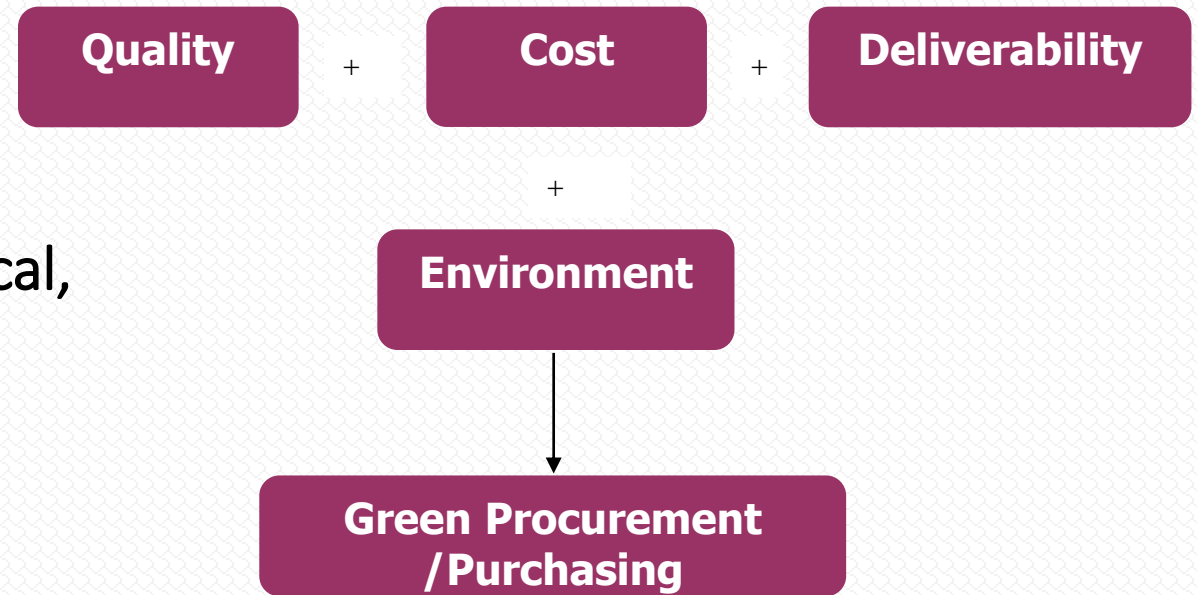 Quality + Cost + Deliverability
+
cal,
Environment
Green Procurement
/Purchasing